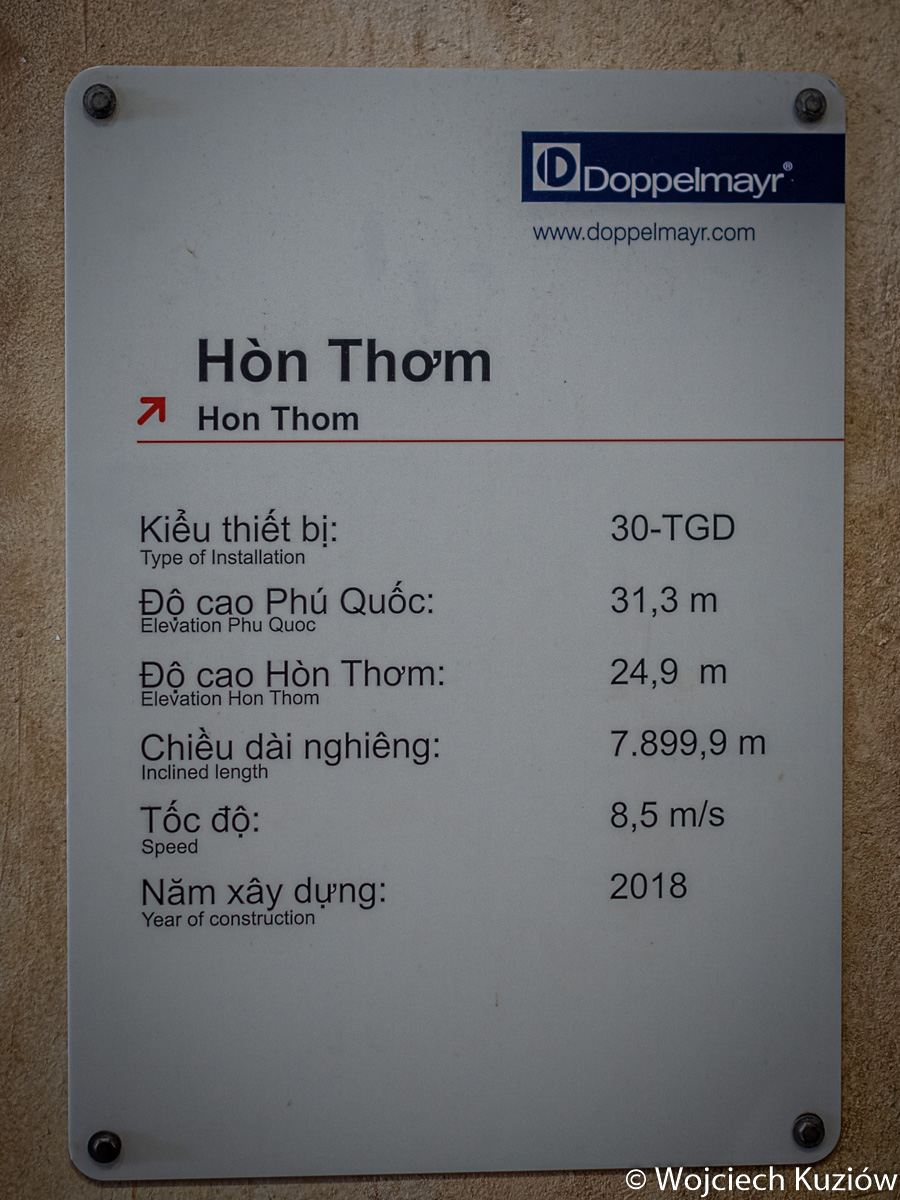 Doppelmayr®
www.doppelmayr.com
Hòn Thơm
Hon Thom
Kiểu thiết bị: 30-TGD
Type of Installation
Độ cao Phú Quốc: 31,3 m
Elevation Phu Quoc
Độ cao Hòn Thơm: 24,9 m
Elevation Hon Thom
Chiều dài nghiêng: 7.899,9 m
Inclined length
Tốc độ: 8,5 m/s
Speed
Năm xây dựng: 2018
Year of construction
© Wojciech Kuziów